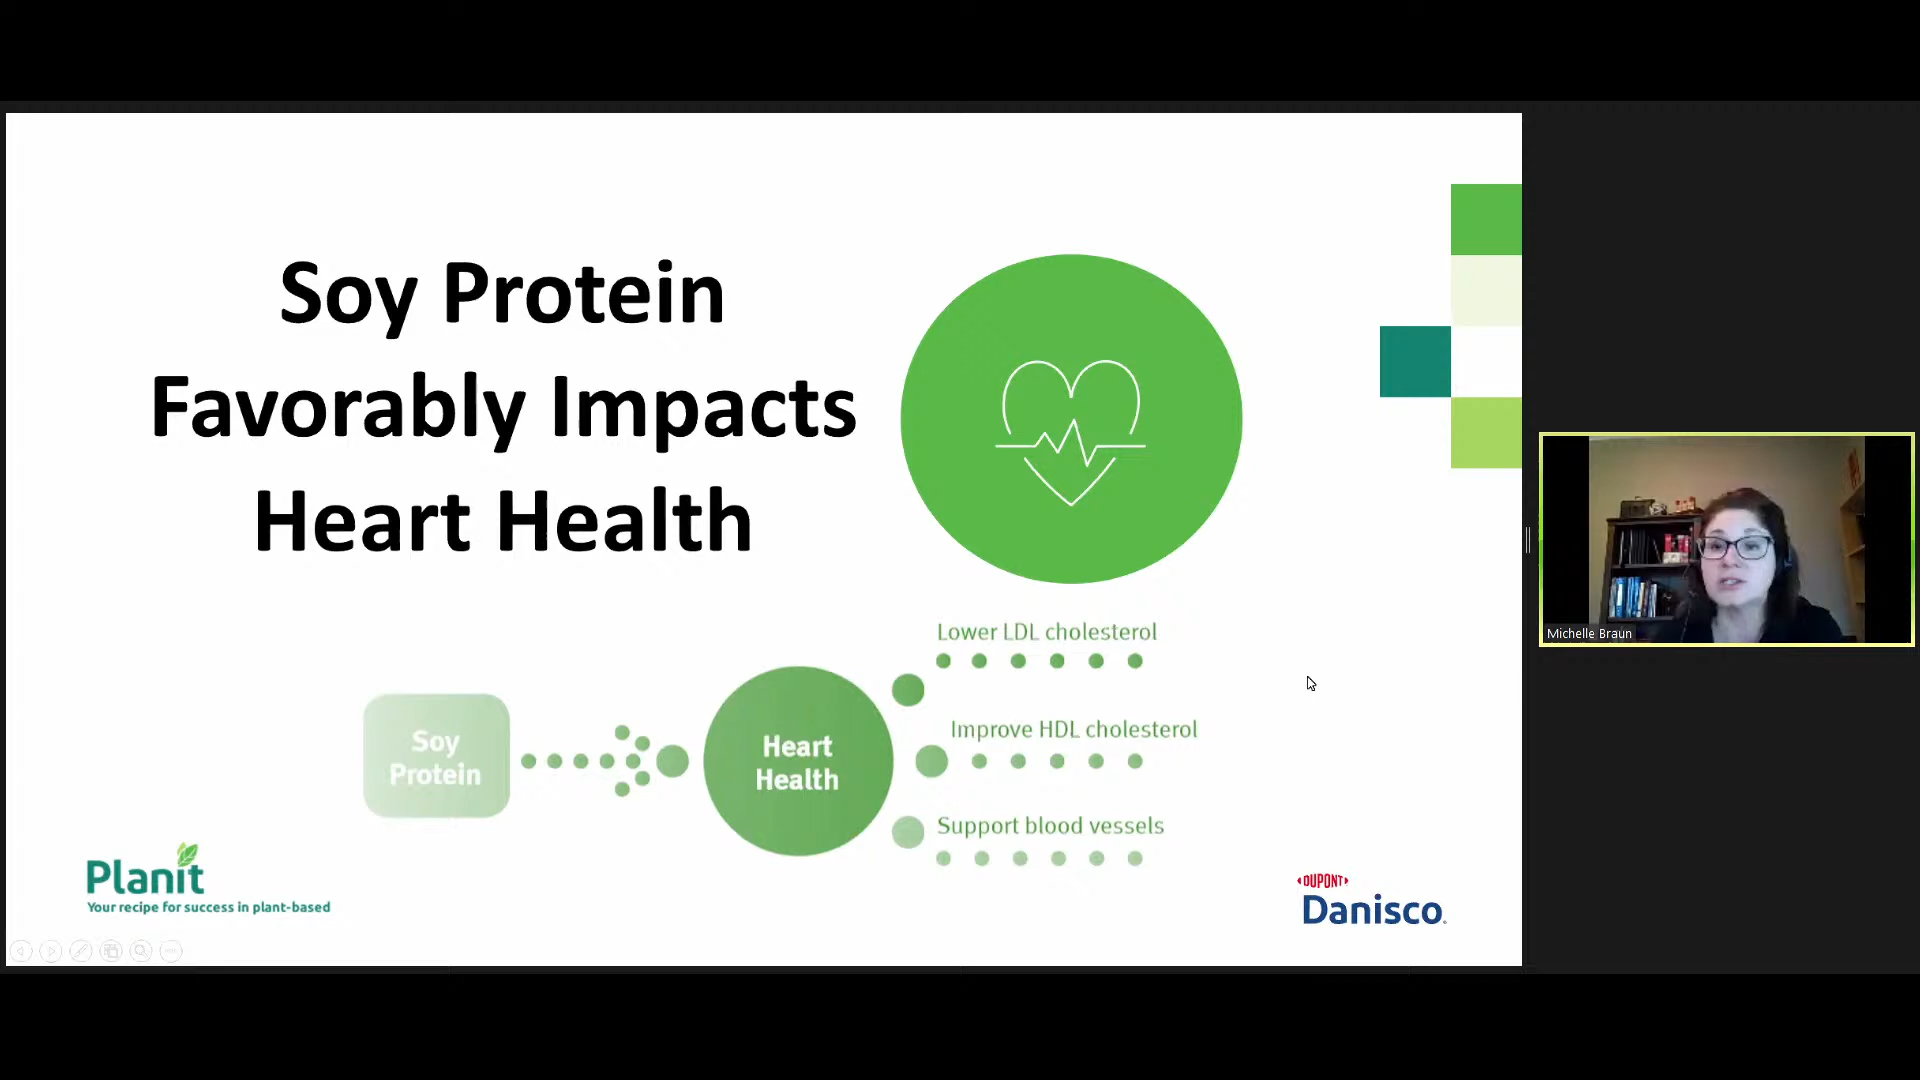 Soy Protein
Favorably Impacts
Heart Health
Lower LDL cholesterol
Soy
Protein
Heart
Health
Improve HDL cholesterol
Support blood vessels
Planit
Your recipe for success in plant-based
DUPONT
Danisco.
Michelle Braun